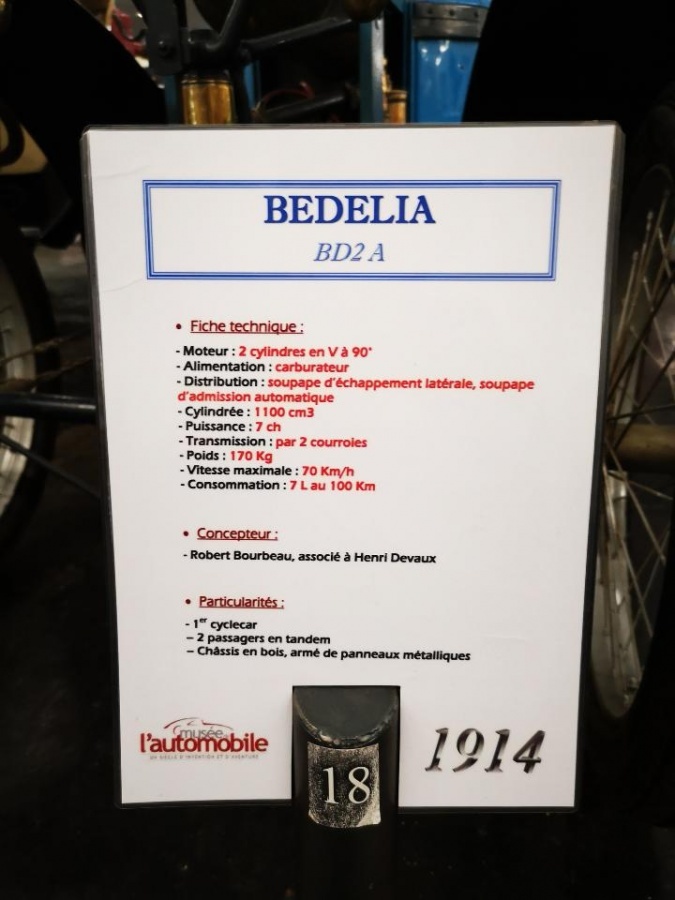 BEDELIA
BD2 A
• Fiche technique :
- Moteur : 2 cylindres en V à 90°
- Alimentation : carburateur
- Distribution : soupape d'échappement latérale, soupape
d'admission automatique
- Cylindrée : 1100 cm3
- Puissance : 7 ch
- Transmission : par 2 courroies
- Poids : 170 Kg
- Vitesse maximale : 70 Km/h
- Consommation : 7 L au 100 Km
• Concepteur :
- Robert Bourbeau, associé à Henri Devaux
• Particularités :
- 1er cyclecar
– 2 passagers en tandem
– Châssis en bois, armé de panneaux métalliques
musée
l'automobile
1914
18